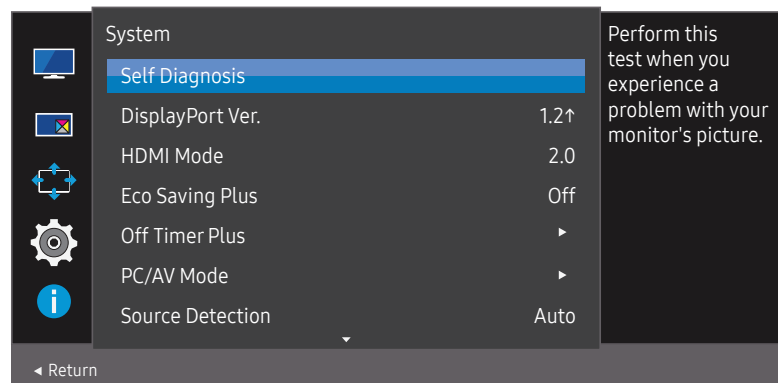 System
Self Diagnosis
DisplayPort Ver. 1.2↑
HDMI Mode 2.0
Eco Saving Plus Off
Off Timer Plus ▸
PC/AV Mode ▸
Source Detection Auto
Perform this
test when you
experience a
problem with your
monitor's picture.
◂ Return